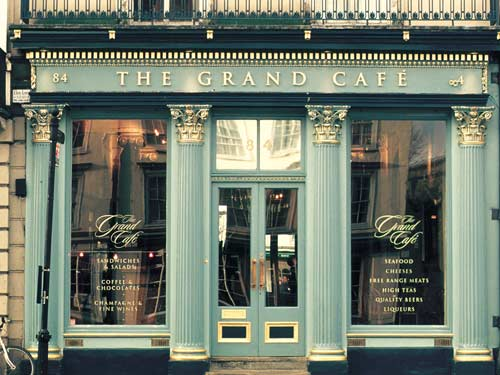 84 THE GRAND CAFÉ 84
84
The
Grand
Café
SANDWICHES
& SALADS
COFFEE &
CHOCOLATES
CHAMPAGNE &
FINE WINES
The
Grand
Café
SEAFOOD
CHEESES
FREE RANGE MEATS
HIGH TEAS
QUALITY BEERS
LIQUEURS